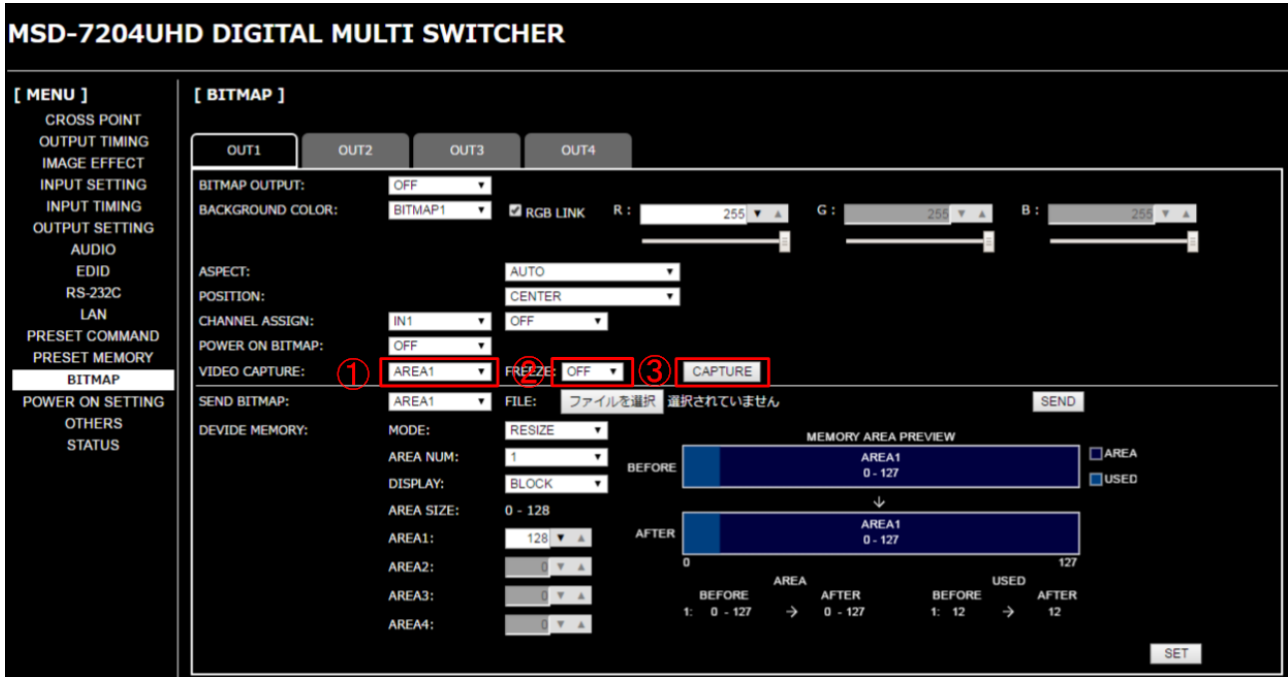 MSD-7204UHD DIGITAL MULTI SWITCHER
[ MENU ]
CROSS POINT
OUTPUT TIMING
IMAGE EFFECT
INPUT SETTING
INPUT TIMING
OUTPUT SETTING
AUDIO
EDID
RS-232C
LAN
PRESET COMMAND
PRESET MEMORY
BITMAP
POWER ON SETTING
OTHERS
STATUS
[ BITMAP ]
OUT1 OUT2 OUT3 OUT4
BITMAP OUTPUT: OFF ▼
BACKGROUND COLOR: BITMAP1 ▼ RGB LINK R : 255 ▼ ▲ G : 255 ▼ ▲ B : 255 ▼ ▲
ASPECT: AUTO ▼
POSITION: CENTER ▼
CHANNEL ASSIGN: IN1 ▼ OFF ▼
POWER ON BITMAP: OFF ▼
VIDEO CAPTURE: ① AREA1 ▼ ② FREEZE: OFF ▼ ③ CAPTURE
SEND BITMAP: AREA1 ▼ FILE: ファイルを選択 選択されていません SEND
DEVIDE MEMORY: MODE: RESIZE ▼
AREA NUM: 1 ▼
DISPLAY: BLOCK ▼
AREA SIZE: 0 - 128
AREA1: 128 ▼ ▲
AREA2: 0 ▼ ▲
AREA3: 0 ▼ ▲
AREA4: 0 ▼ ▲
MEMORY AREA PREVIEW
BEFORE AREA1
0 - 127
AREA
USED
↓
AFTER AREA1
0 - 127
0 127
AREA USED
BEFORE AFTER BEFORE AFTER
1: 0 - 127 → 0 - 127 1: 12 → 12
SET